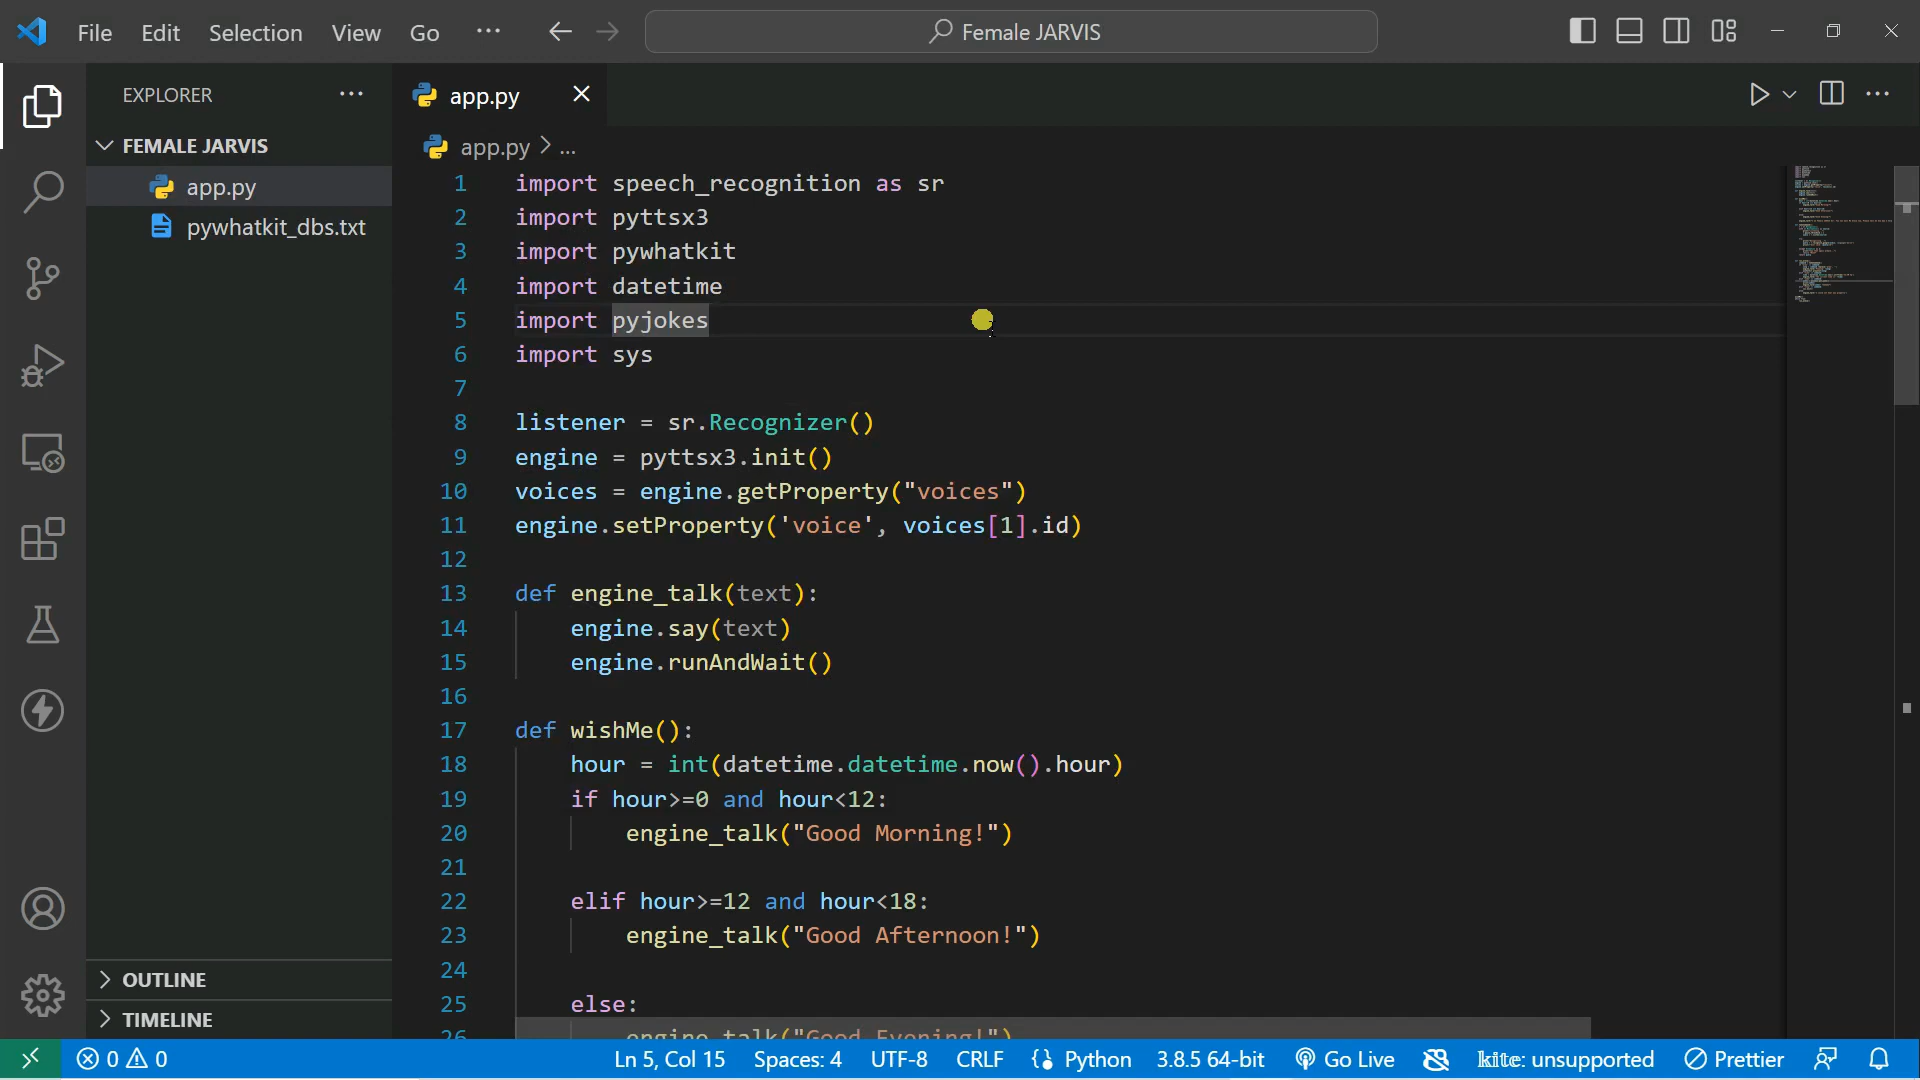 File Edit Selection View Go ··· Female JARVIS
EXPLORER ···
FEMALE JARVIS
app.py
pywhatkit_dbs.txt
OUTLINE
TIMELINE
app.py
app.py > ...
1 import speech_recognition as sr
2 import pyttsx3
3 import pywhatkit
4 import datetime
5 import pyjokes
6 import sys
7
8 listener = sr.Recognizer()
9 engine = pyttsx3.init()
10 voices = engine.getProperty("voices")
11 engine.setProperty('voice', voices[1].id)
12
13 def engine_talk(text):
14     engine.say(text)
15     engine.runAndWait()
16
17 def wishMe():
18     hour = int(datetime.datetime.now().hour)
19     if hour>=0 and hour<12:
20         engine_talk("Good Morning!")
21
22     elif hour>=12 and hour<18:
23         engine_talk("Good Afternoon!")
24
25     else:
26         engine_talk("Good Evening!")
0 0 Ln 5, Col 15 Spaces: 4 UTF-8 CRLF Python 3.8.5 64-bit Go Live kite: unsupported Prettier